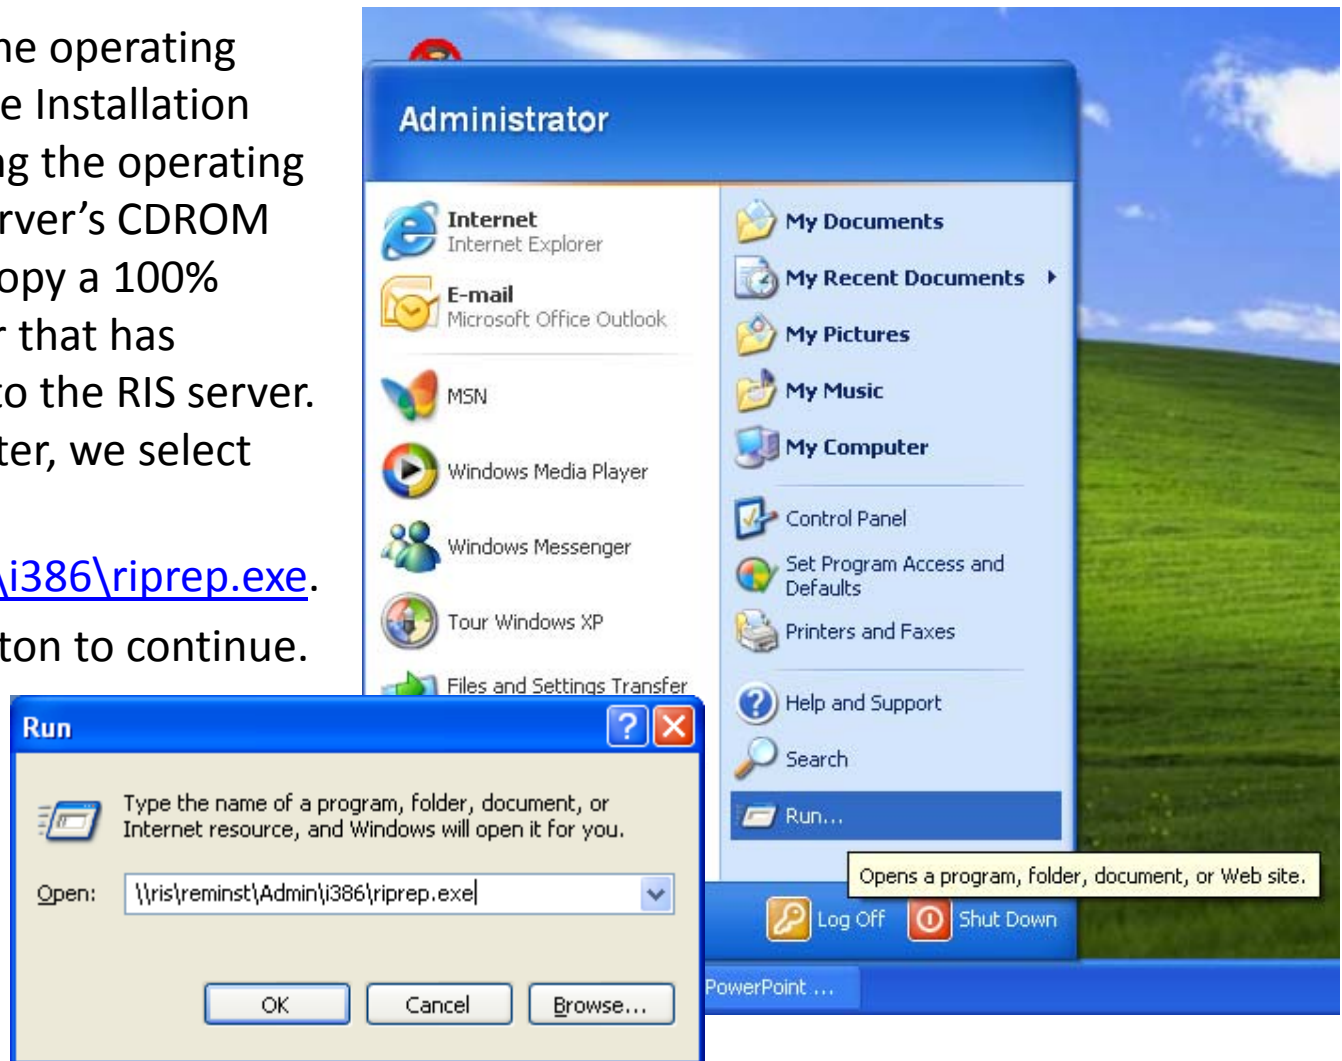 he operating
e Installation
ng the operating
rver's CDROM
opy a 100%
r that has
to the RIS server.
ter, we select
\i386\riprep.exe.
ton to continue.
Administrator
Internet
Internet Explorer
E-mail
Microsoft Office Outlook
MSN
Windows Media Player
Windows Messenger
Tour Windows XP
Files and Settings Transfer
My Documents
My Recent Documents
My Pictures
My Music
My Computer
Control Panel
Set Program Access and
Defaults
Printers and Faxes
Help and Support
Search
Run...
Opens a program, folder, document, or Web site.
Log Off Shut Down
PowerPoint ...
Run
Type the name of a program, folder, document, or
Internet resource, and Windows will open it for you.
Open: \\ris\reminst\Admin\i386\riprep.exe
OK Cancel Browse...